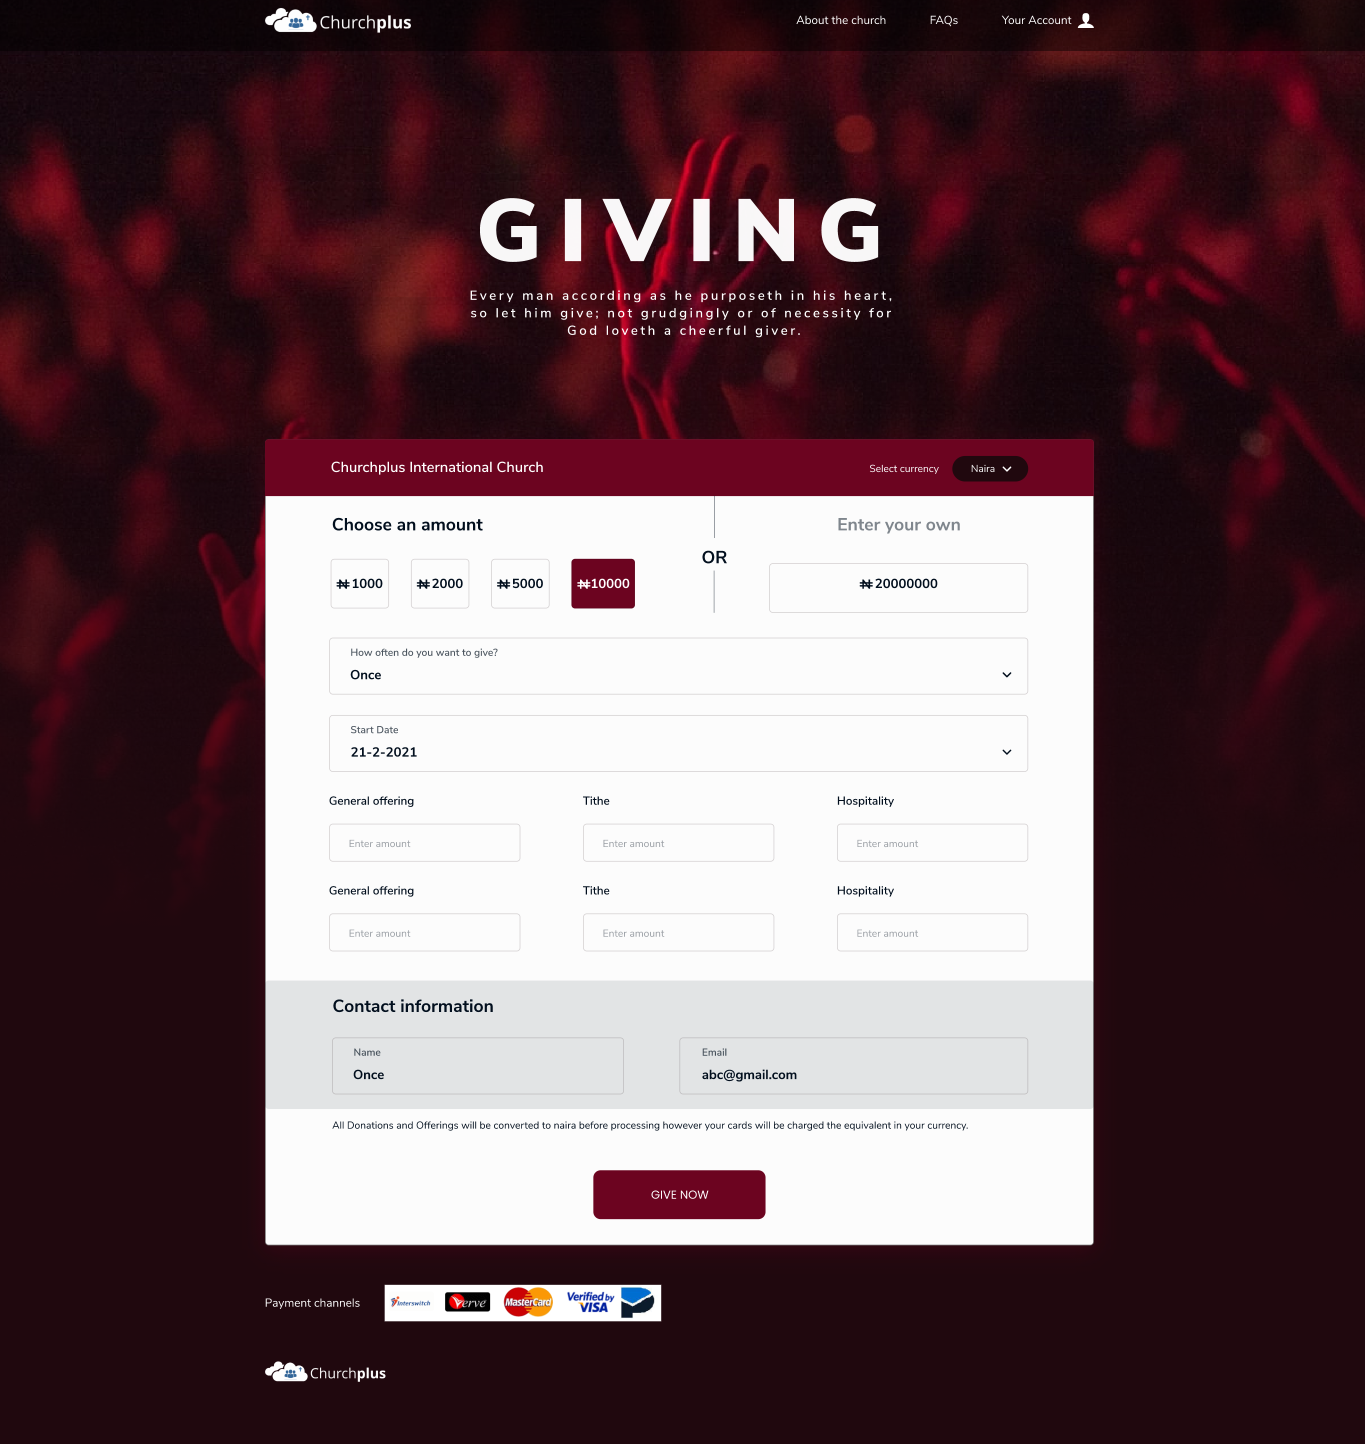 Churchplus
About the church
FAQs
Your Account
GIVING
Every man according as he purposeth in his heart,
so let him give; not grudgingly or of necessity for
God loveth a cheerful giver.
Churchplus International Church
Select currency
Naira
Choose an amount
Enter your own
₦1000
₦2000
₦5000
₦10000
OR
₦20000000
How often do you want to give?
Once
Start Date
21-2-2021
General offering
Tithe
Hospitality
Enter amount
Enter amount
Enter amount
General offering
Tithe
Hospitality
Enter amount
Enter amount
Enter amount
Contact information
Name
Once
Email
abc@gmail.com
All Donations and Offerings will be converted to naira before processing however your cards will be charged the equivalent in your currency.
GIVE NOW
Payment channels
Interswitch
Verve
MasterCard
Verified by
VISA
Churchplus